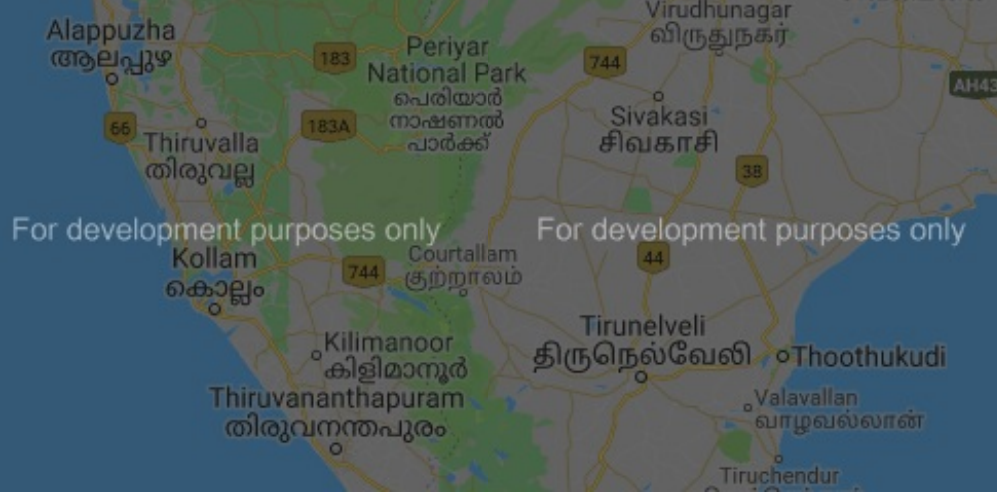 Virudhunagar
விருதுநகர்
Alappuzha
ആലപ്പുഴ
Periyar
National Park
പെരിയാർ
നാഷണൽ
പാർക്ക്
183
744
AH43
66
183A
Sivakasi
சிவகாசி
Thiruvalla
തിരുവല്ല
38
For development purposes only
For development purposes only
Kollam
കൊല്ലം
744
Courtallam
குற்றாலம்
44
Tirunelveli
திருநெல்வேலி
Thoothukudi
Kilimanoor
കിളിമാനൂർ
Thiruvananthapuram
തിരുവനന്തപുരം
Valavallan
வாழவல்லான்
Tiruchendur